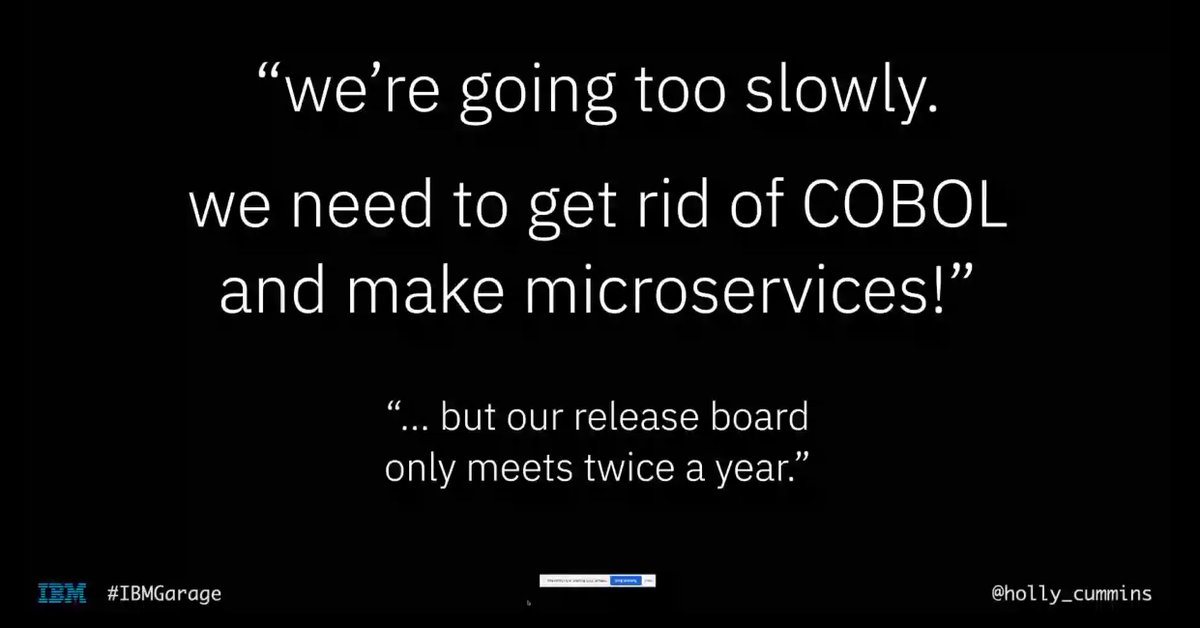 “we’re going too slowly.
we need to get rid of COBOL
and make microservices!”
“... but our release board
only meets twice a year.”
IBM #IBMGarage @holly_cummins